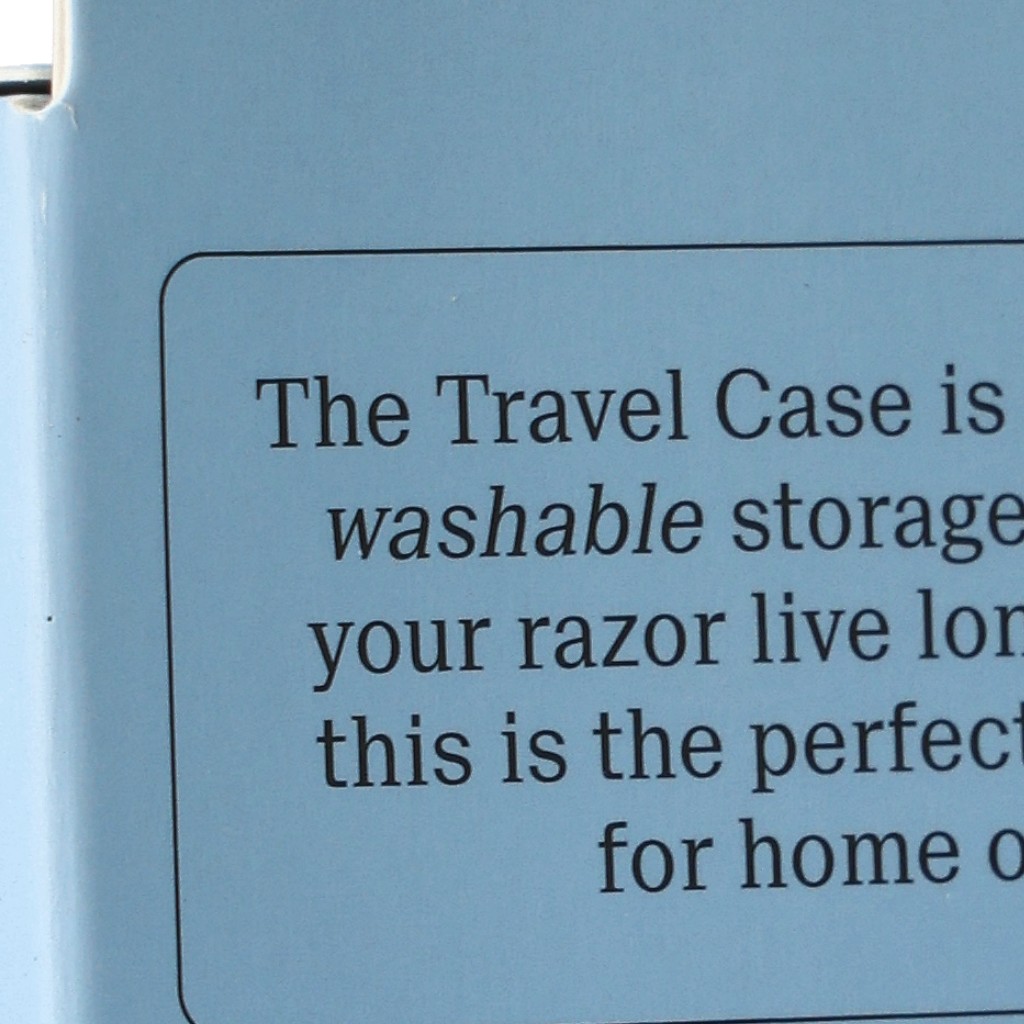 The Travel Case is
washable storage
your razor live
this is the perfect
for home